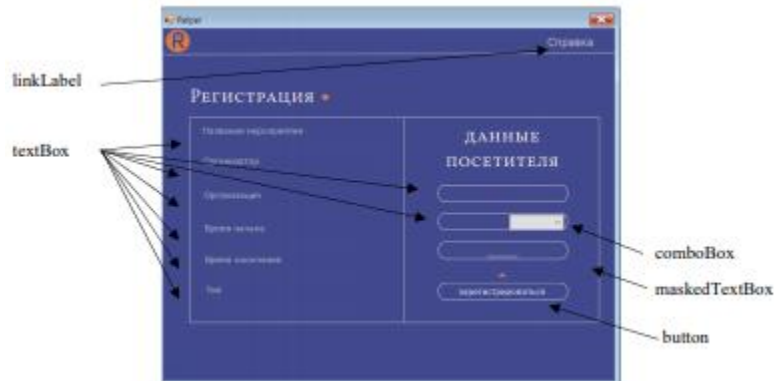 Relper
R
Справка
linkLabel
РЕГИСТРАЦИЯ
textBox
Название мероприятия
Организатор
Организация
Время начала
Время окончания
Тип
ДАННЫЕ
ПОСЕТИТЕЛЯ
зарегистрироваться
comboBox
maskedTextBox
button